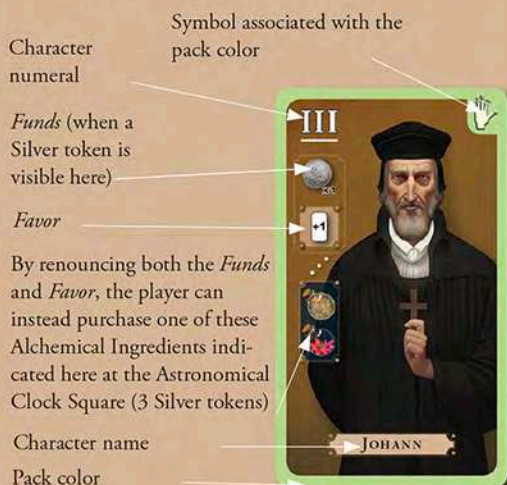 Symbol associated with the
pack color
Character
numeral
Funds (when a
Silver token is
visible here)
Favor
By renouncing both the Funds
and Favor, the player can
instead purchase one of these
Alchemical Ingredients indi-
cated here at the Astronomical
Clock Square (3 Silver tokens)
Character name
Pack color
III
+1
JOHANN